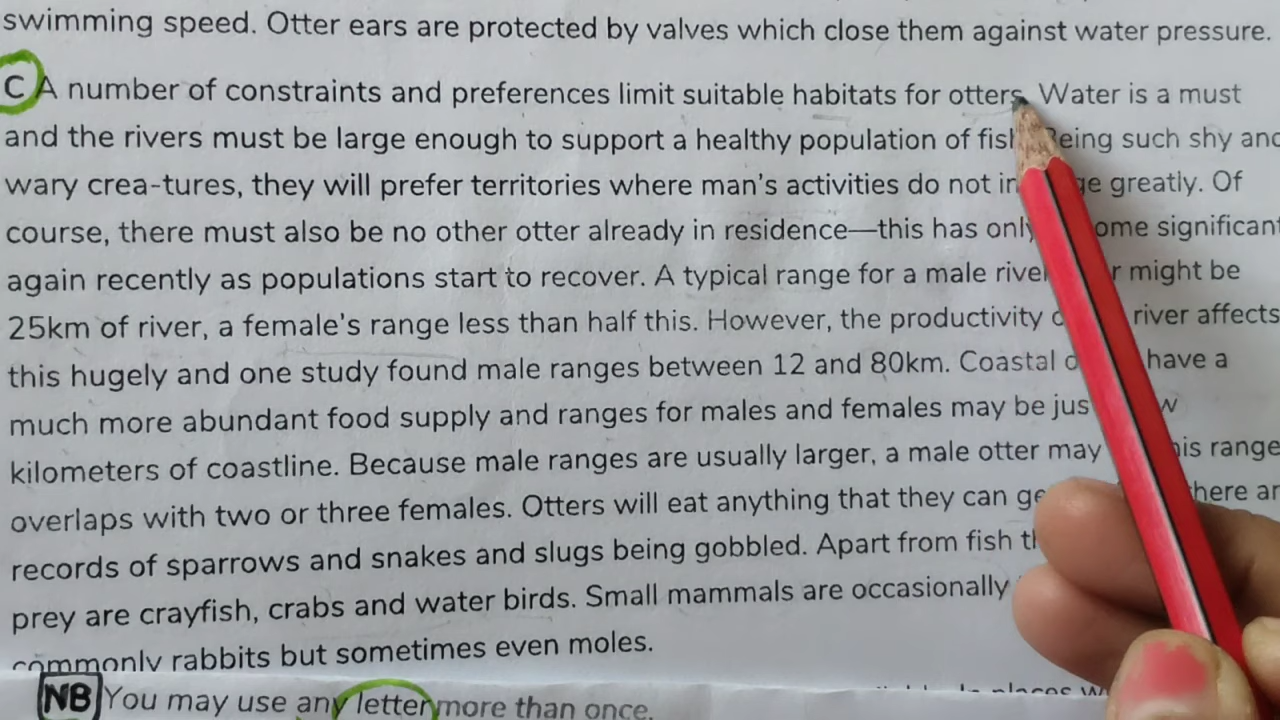 swimming speed. Otter ears are protected by valves which close them against water pressure.
C A number of constraints and preferences limit suitable habitats for otters. Water is a must
and the rivers must be large enough to support a healthy population of Being such shy and
wary crea-tures, they will prefer territories where man's activities do not greatly. Of
course, there must also be no other otter already in residence—this has only significant
again recently as populations start to recover. A typical range for a male might be
25km of river, a female's range less than half this. However, the productivity river affects
this hugely and one study found male ranges between 12 and 80km. Coastal have a
much more abundant food supply and ranges for males and females may be
kilometers of coastline. Because male ranges are usually larger, a male otter may range
overlaps with two or three females. Otters will eat anything that they can
records of sparrows and snakes and slugs being gobbled. Apart from fish
prey are crayfish, crabs and water birds. Small mammals are occasionally
commonly rabbits but sometimes even moles.
NB You may use any letter more than once.